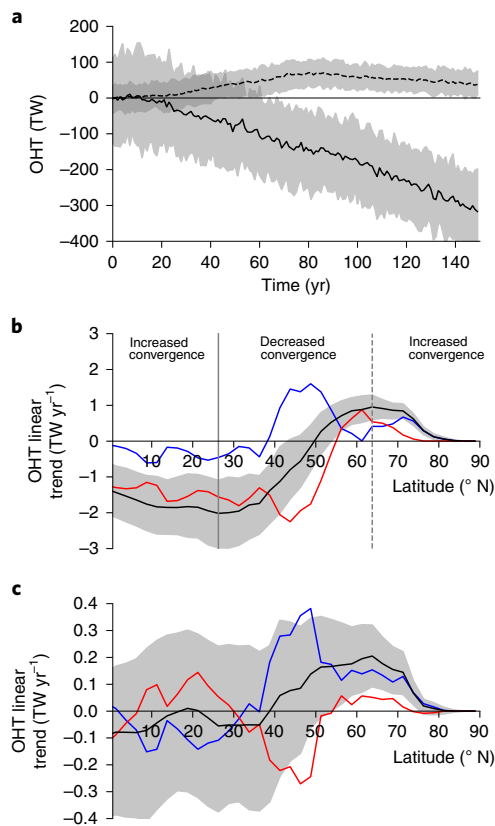 a
200
100
0
–100
–200
–300
–400
OHT (TW)
0 20 40 60 80 100 120 140
Time (yr)
b
3
2
1
0
–1
–2
–3
OHT linear
trend (TW yr⁻¹)
Increased
convergence
Decreased
convergence
Increased
convergence
10 20 30 40 50 60 70 80 90
Latitude (° N)
c
0.4
0.3
0.2
0.1
0.0
–0.1
–0.2
–0.3
–0.4
OHT linear
trend (TW yr⁻¹)
10 20 30 40 50 60 70 80 90
Latitude (° N)